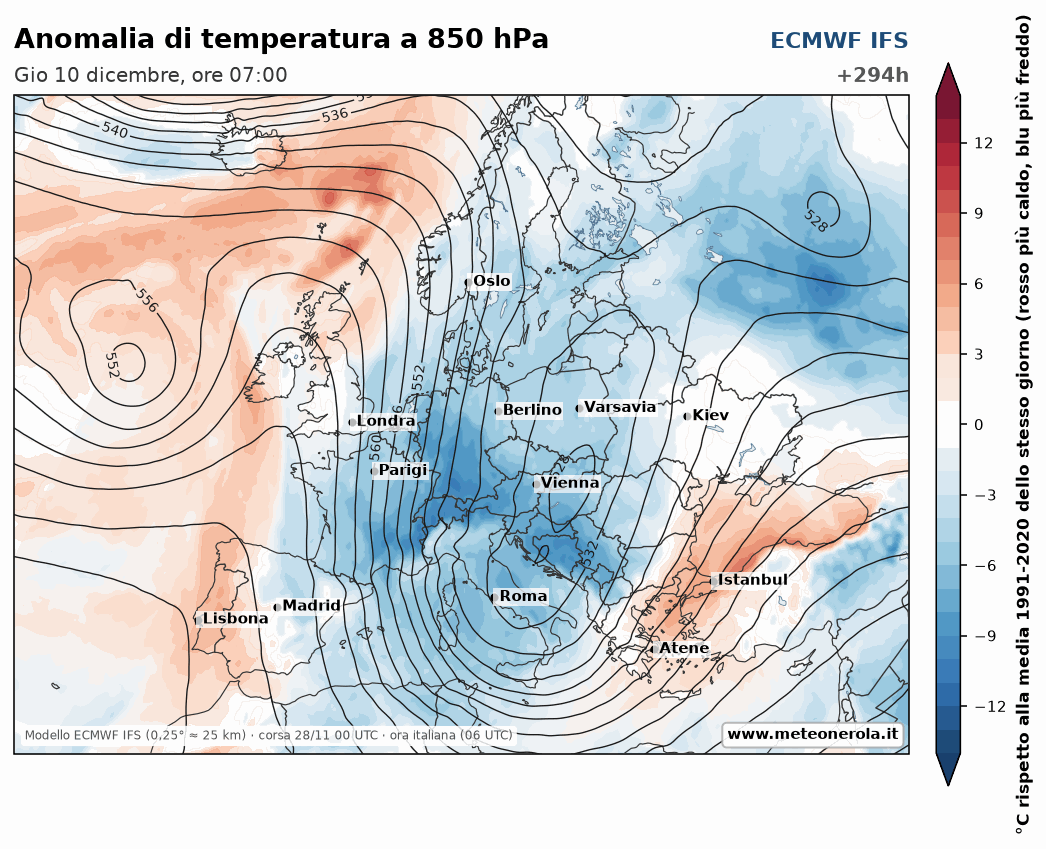 Anomalia di temperatura a 850 hPa
ECMWF IFS
Gio 10 dicembre, ore 07:00
+294h
540
536
528
556
552
552
560
532
Oslo
Londra
Berlino
Varsavia
Kiev
Parigi
Vienna
Roma
Istanbul
Madrid
Lisbona
Atene
Modello ECMWF IFS (0,25° ≈ 25 km) · corsa 28/11 00 UTC · ora italiana (06 UTC)
www.meteonerola.it
12
9
6
3
0
−3
−6
−9
−12
°C rispetto alla media 1991-2020 dello stesso giorno (rosso più caldo, blu più freddo)